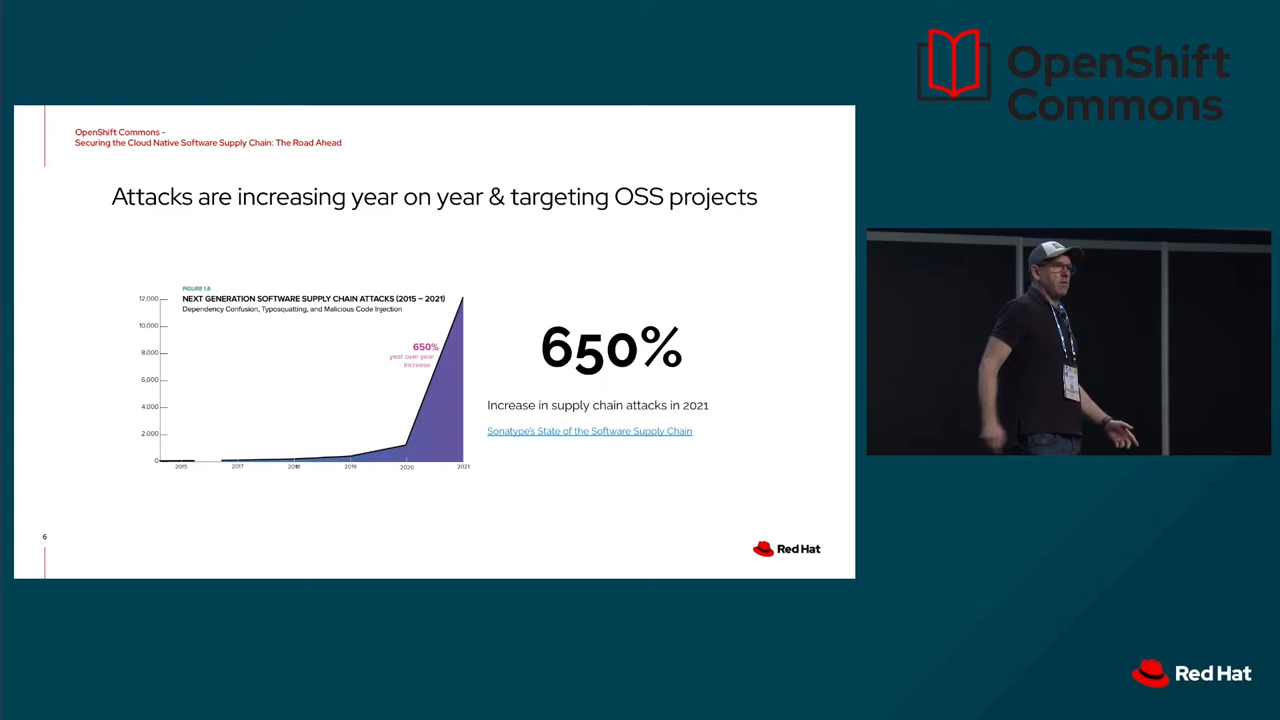 OpenShift
Commons
OpenShift Commons -
Securing the Cloud Native Software Supply Chain: The Road Ahead
Attacks are increasing year on year & targeting OSS projects
FIGURE 1.6
NEXT GENERATION SOFTWARE SUPPLY CHAIN ATTACKS (2015 – 2021)
Dependency Confusion, Typosquatting, and Malicious Code Injection
12,000
10,000
8,000
6,000
4,000
2,000
0
650%
year over year
increase
2015
2017
2018
2019
2020
2021
650%
Increase in supply chain attacks in 2021
Sonatype's State of the Software Supply Chain
6
Red Hat
Red Hat